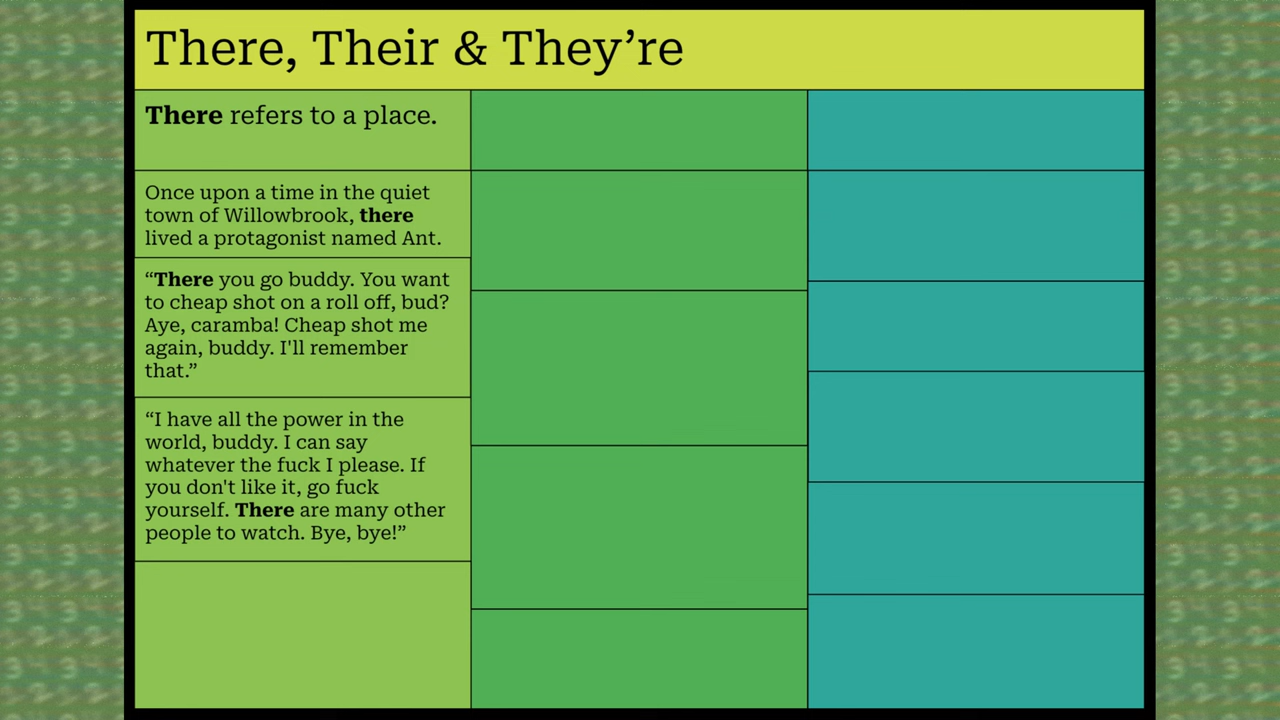 There, Their & They’re
There refers to a place.
Once upon a time in the quiet
town of Willowbrook, there
lived a protagonist named Ant.
“There you go buddy. You want
to cheap shot on a roll off, bud?
Aye, caramba! Cheap shot me
again, buddy. I'll remember
that.”
“I have all the power in the
world, buddy. I can say
whatever the fuck I please. If
you don't like it, go fuck
yourself. There are many other
people to watch. Bye, bye!”